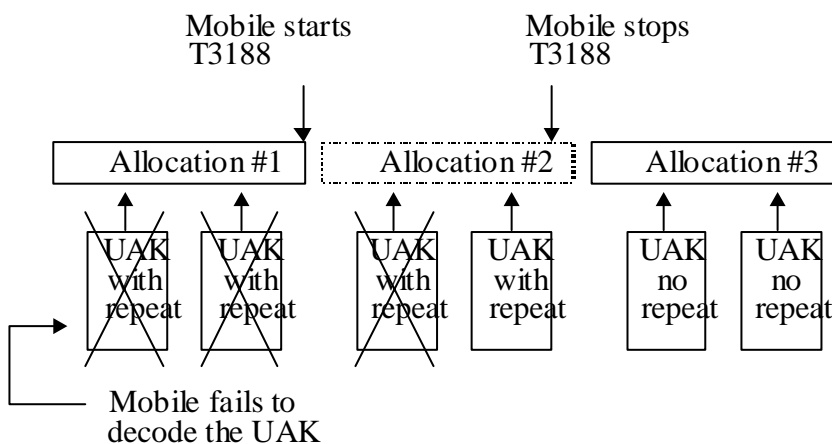 Mobile starts
T3188
Mobile stops
T3188
Allocation #1
Allocation #2
Allocation #3
UAK
with
repeat
UAK
with
repeat
UAK
with
repeat
UAK
with
repeat
UAK
no
repeat
UAK
no
repeat
Mobile fails to
decode the UAK